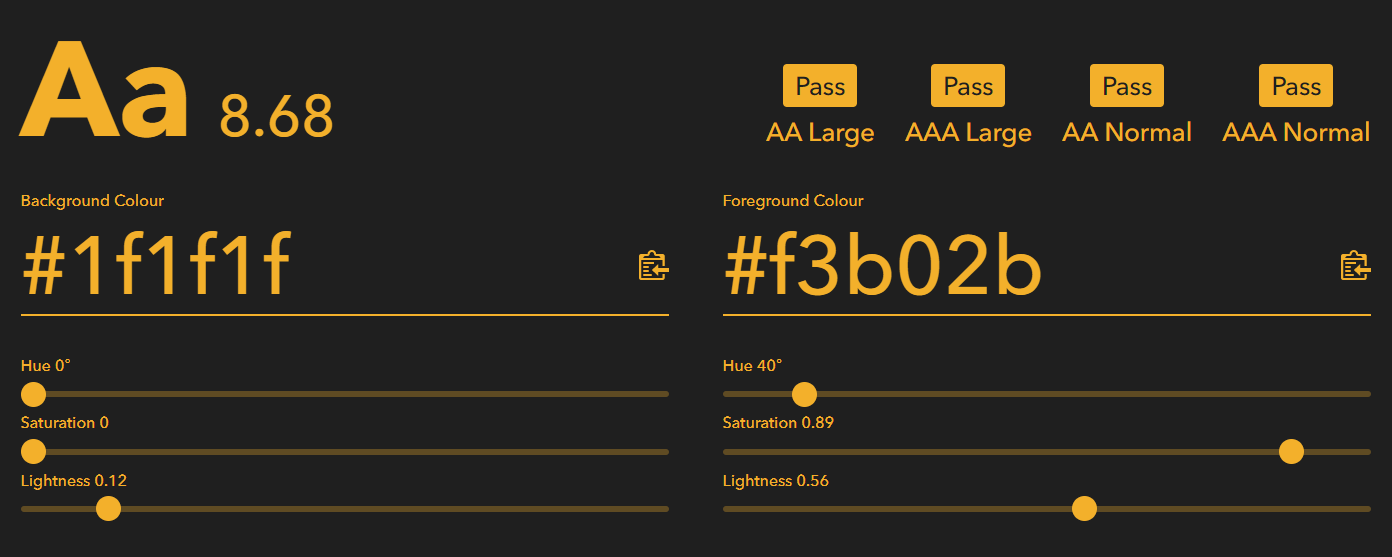 Aa 8.68
Pass Pass Pass Pass
AA Large AAA Large AA Normal AAA Normal
Background Colour
#1f1f1f
Hue 0°
Saturation 0
Lightness 0.12
Foreground Colour
#f3b02b
Hue 40°
Saturation 0.89
Lightness 0.56